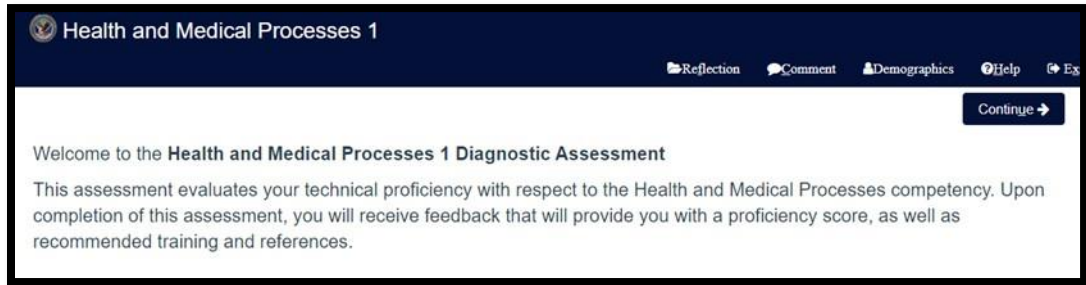 Health and Medical Processes 1
Reflection Comment Demographics Help Ex
Continue
Welcome to the Health and Medical Processes 1 Diagnostic Assessment
This assessment evaluates your technical proficiency with respect to the Health and Medical Processes competency. Upon
completion of this assessment, you will receive feedback that will provide you with a proficiency score, as well as
recommended training and references.